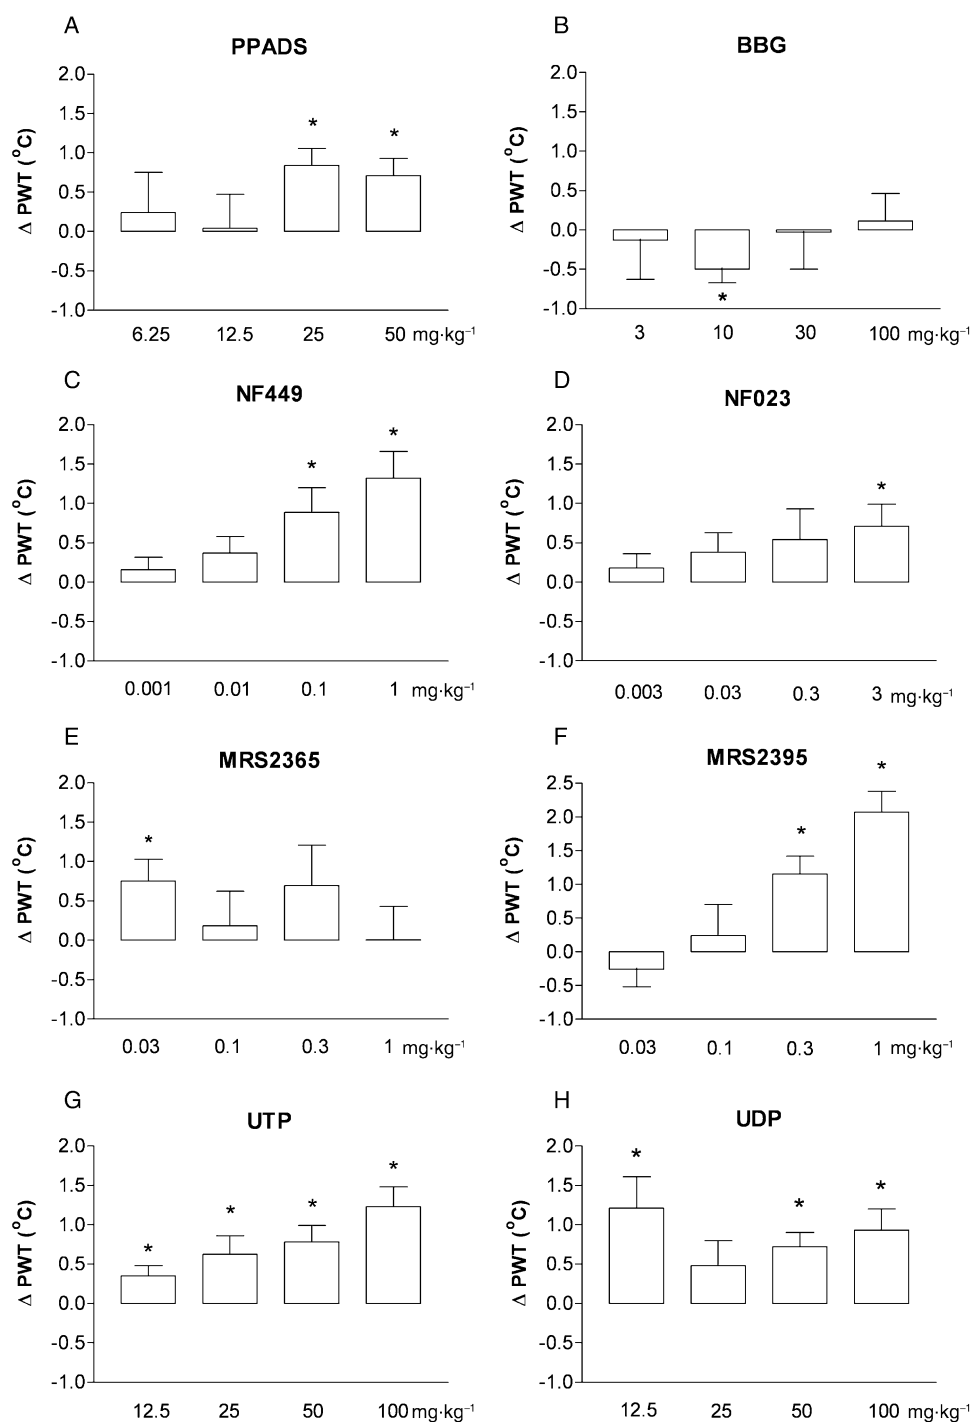 A
PPADS
2.0
1.5
1.0
0.5
0.0
-0.5
-1.0
Δ PWT (°C)
* *
6.25 12.5 25 50 mg·kg⁻¹
B
BBG
2.0
1.5
1.0
0.5
0.0
-0.5
-1.0
Δ PWT (°C)
*
3 10 30 100 mg·kg⁻¹
C
NF449
2.0
1.5
1.0
0.5
0.0
-0.5
-1.0
Δ PWT (°C)
* *
0.001 0.01 0.1 1 mg·kg⁻¹
D
NF023
2.0
1.5
1.0
0.5
0.0
-0.5
-1.0
Δ PWT (°C)
*
0.003 0.03 0.3 3 mg·kg⁻¹
E
MRS2365
2.0
1.5
1.0
0.5
0.0
-0.5
-1.0
Δ PWT (°C)
*
0.03 0.1 0.3 1 mg·kg⁻¹
F
MRS2395
2.5
2.0
1.5
1.0
0.5
0.0
-0.5
-1.0
Δ PWT (°C)
* *
0.03 0.1 0.3 1 mg·kg⁻¹
G
UTP
2.0
1.5
1.0
0.5
0.0
-0.5
-1.0
Δ PWT (°C)
* * * *
12.5 25 50 100 mg·kg⁻¹
H
UDP
2.0
1.5
1.0
0.5
0.0
-0.5
-1.0
Δ PWT (°C)
* * *
12.5 25 50 100 mg·kg⁻¹